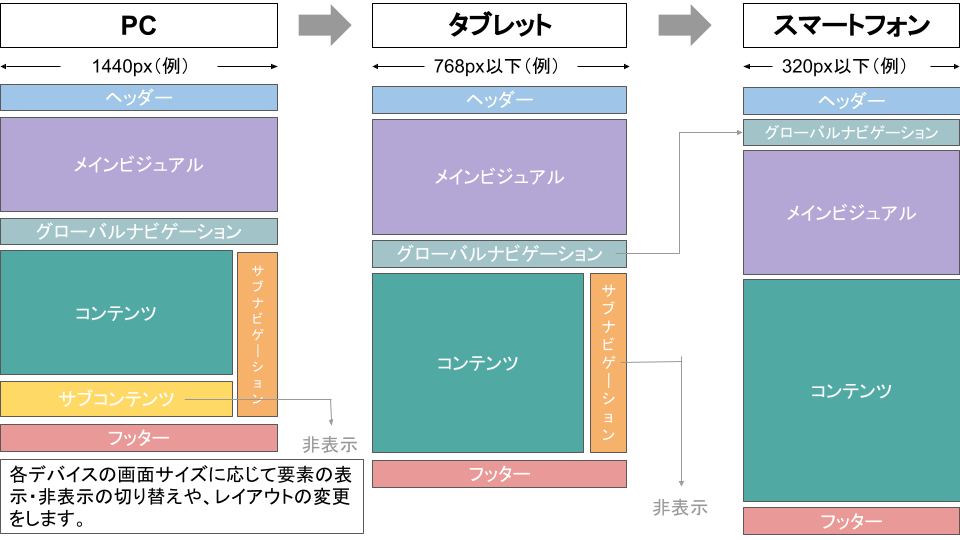 PC
1440px（例）
ヘッダー
メインビジュアル
グローバルナビゲーション
コンテンツ
サブナビゲーション
サブコンテンツ
フッター
非表示
各デバイスの画面サイズに応じて要素の表
示・非表示の切り替えや、レイアウトの変更
をします。
タブレット
768px以下（例）
ヘッダー
メインビジュアル
グローバルナビゲーション
コンテンツ
サブナビゲーション
フッター
非表示
スマートフォン
320px以下（例）
ヘッダー
グローバルナビゲーション
メインビジュアル
コンテンツ
フッター